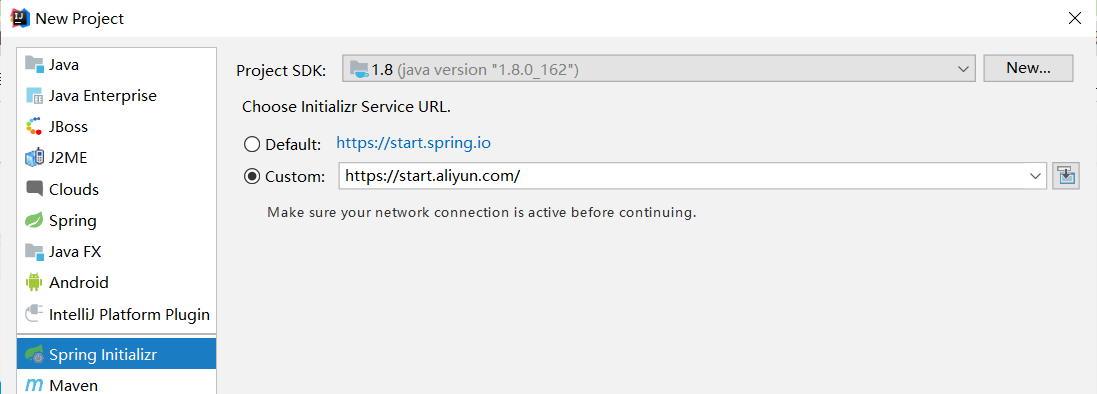 New Project
Java
Java Enterprise
JBoss
J2ME
Clouds
Spring
Java FX
Android
IntelliJ Platform Plugin
Spring Initializr
Maven
Project SDK: 1.8 (java version "1.8.0_162") New...
Choose Initializr Service URL.
Default: https://start.spring.io
Custom: https://start.aliyun.com/
Make sure your network connection is active before continuing.